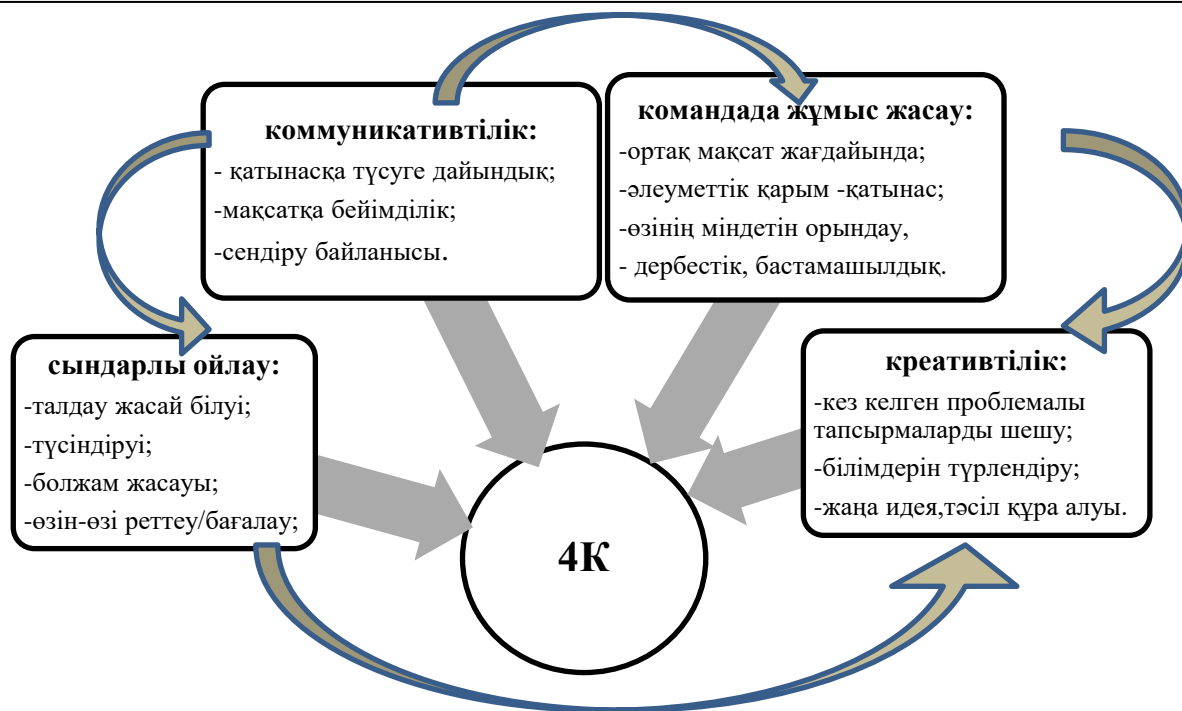 коммуникативтілік:
- қатынасқа түсуге дайындық;
-мақсатқа бейімділік;
-сендіру байланысы.
командада жұмыс жасау:
-ортақ мақсат жағдайында;
-әлеуметтік қарым -қатынас;
-өзінің міндетін орындау,
- дербестік, бастамашылдық.
сындарлы ойлау:
-талдау жасай білуі;
-түсіндіруі;
-болжам жасауы;
-өзін-өзі реттеу/бағалау;
креативтілік:
-кез келген проблемалы
тапсырмаларды шешу;
-білімдерін түрлендіру;
-жаңа идея,тәсіл құра алуы.
4К